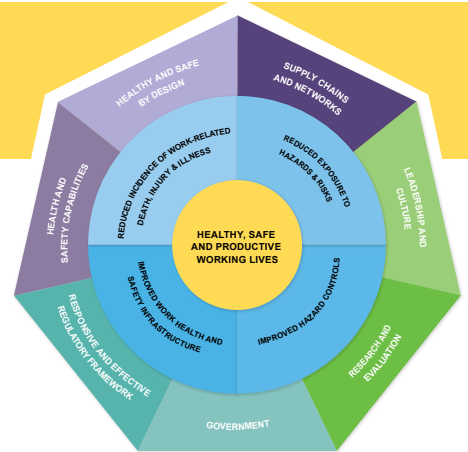 HEALTHY AND SAFE
BY DESIGN
SUPPLY CHAINS
AND NETWORKS
LEADERSHIP AND
CULTURE
RESEARCH AND
EVALUATION
GOVERNMENT
RESPONSIVE AND EFFECTIVE
REGULATORY FRAMEWORK
HEALTH AND
SAFETY CAPABILITIES
REDUCED INCIDENCE OF WORK-RELATED
DEATH, INJURY & ILLNESS
REDUCED EXPOSURE TO
HAZARDS & RISKS
IMPROVED HAZARD CONTROLS
IMPROVED WORK HEALTH AND
SAFETY INFRASTRUCTURE
HEALTHY, SAFE
AND PRODUCTIVE
WORKING LIVES